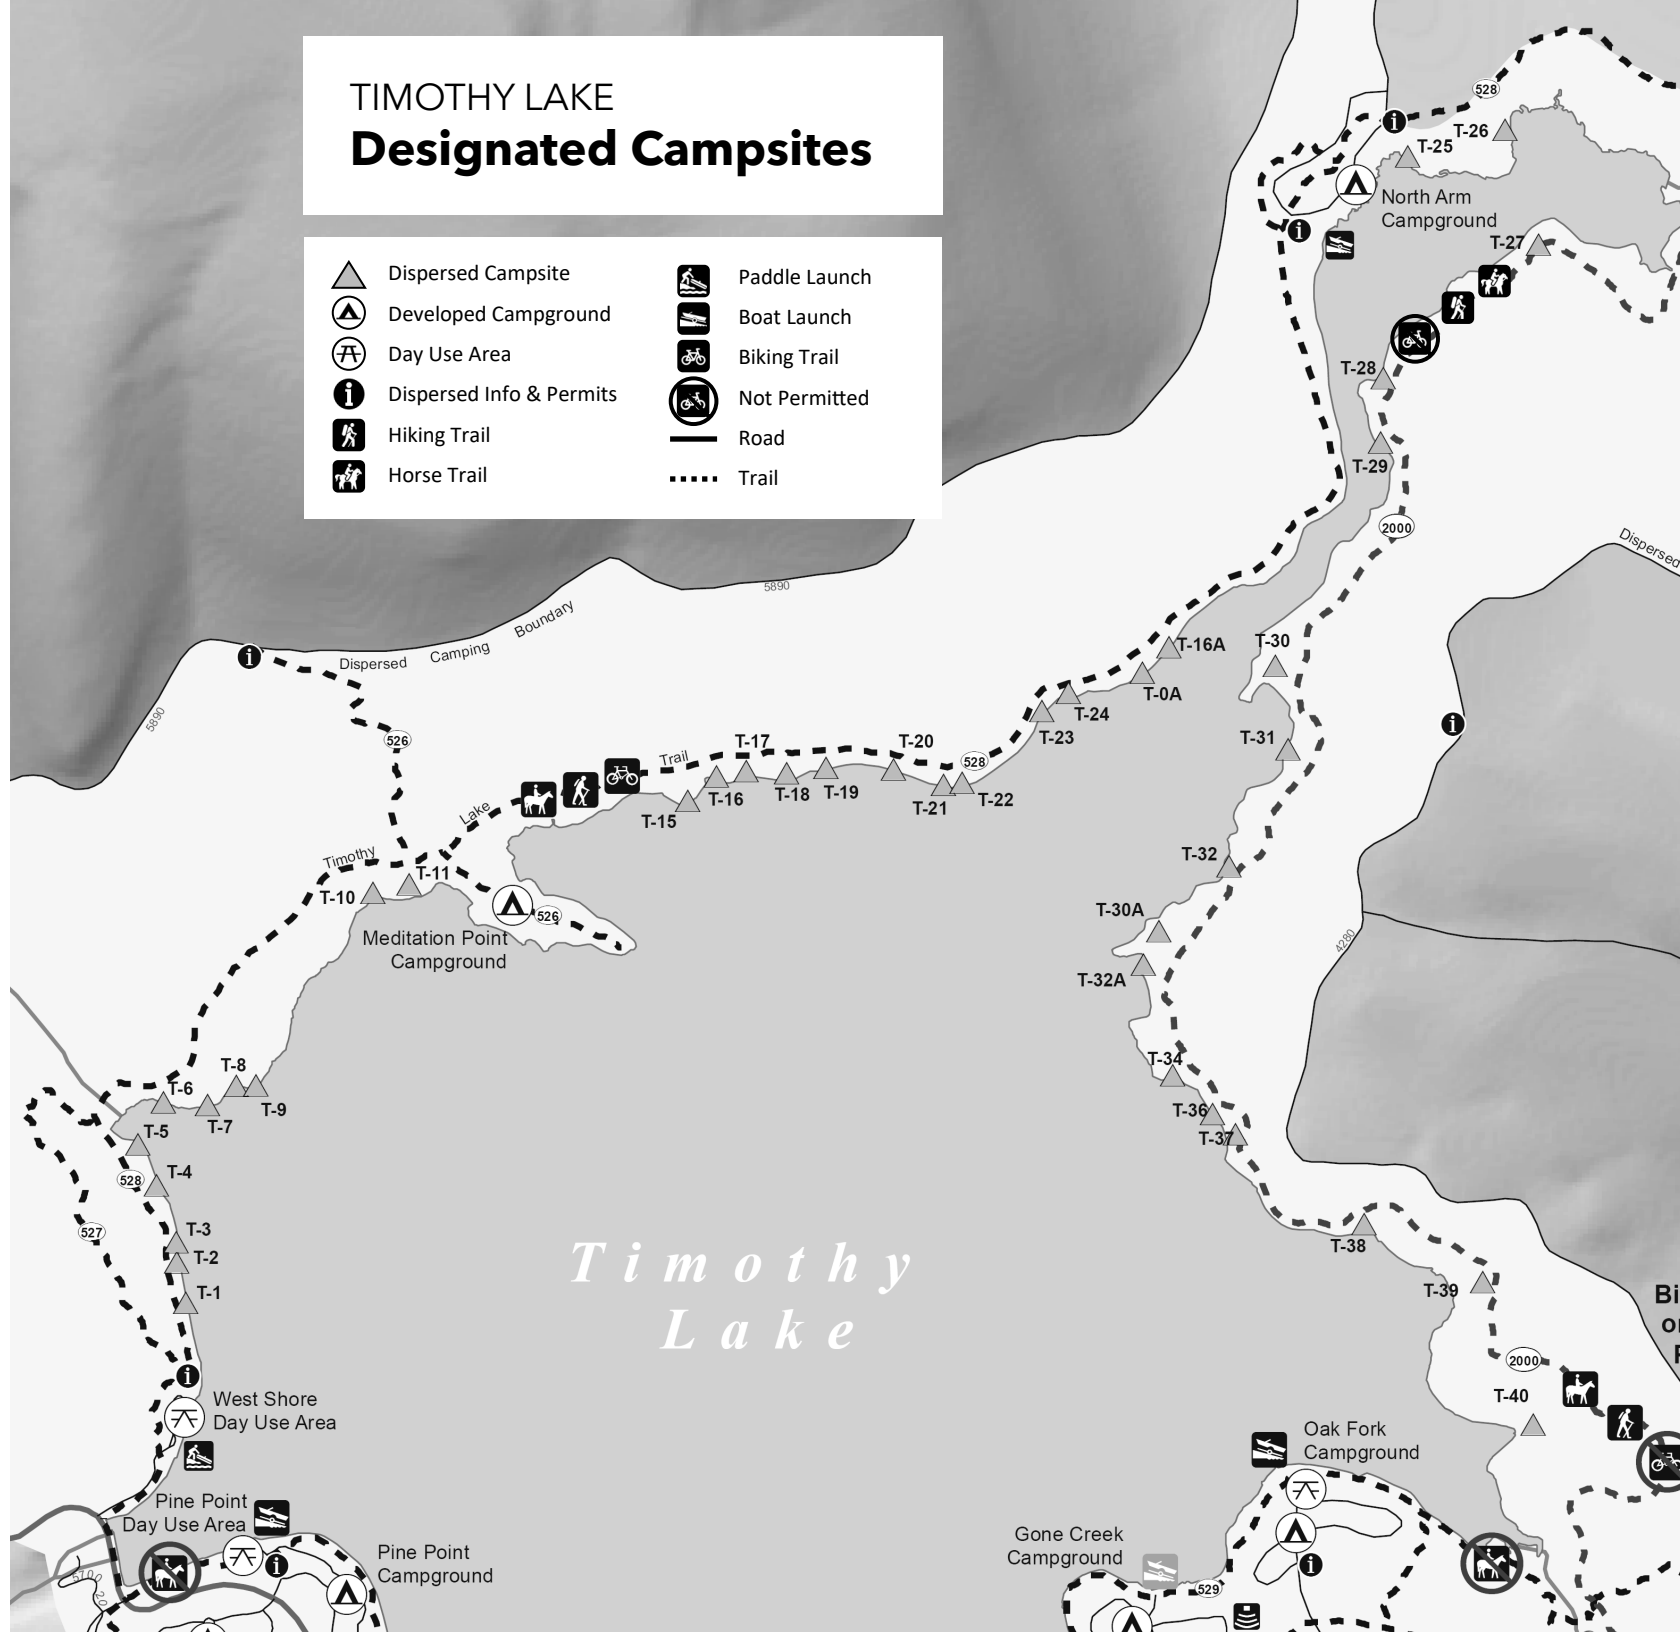 TIMOTHY LAKE
Designated Campsites
Dispersed Campsite
Developed Campground
Day Use Area
Dispersed Info & Permits
Hiking Trail
Horse Trail
Paddle Launch
Boat Launch
Biking Trail
Not Permitted
Road
Trail
528
T-26
T-25
North Arm
Campground
T-27
T-28
T-29
2000
Dispersed
5890
Dispersed Camping Boundary
5890
526
T-16A
T-30
T-0A
T-24
T-23
T-31
Timothy Lake Trail
T-17
T-20
528
T-16
T-18
T-19
T-21
T-22
T-15
T-32
T-11
T-10
526
Meditation Point
Campground
T-30A
4280
T-32A
T-8
T-34
T-6
T-9
T-7
T-36
T-5
T-37
T-4
528
T-3
527
T-2
T-38
T-1
T-39
Timothy
Lake
Bi
2000
T-40
West Shore
Day Use Area
Oak Fork
Campground
Pine Point
Day Use Area
Gone Creek
Campground
Pine Point
Campground
5700
20
529